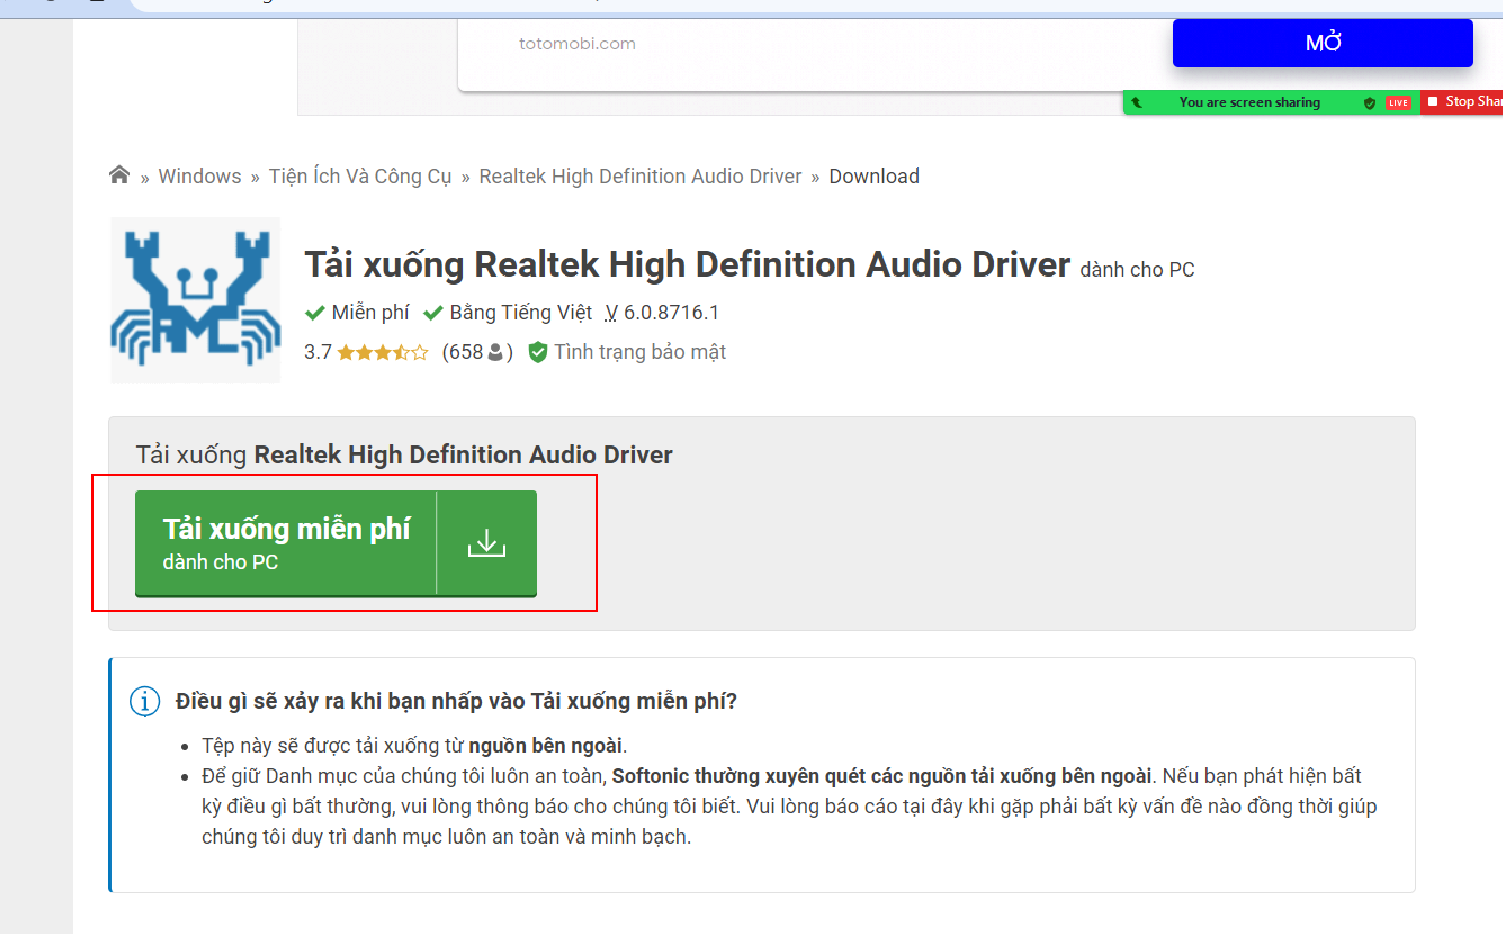 totomobi.com
MỞ
You are screen sharing
LIVE
Stop Shar
» Windows » Tiện Ích Và Công Cụ » Realtek High Definition Audio Driver » Download
Tải xuống Realtek High Definition Audio Driver dành cho PC
Miễn phí Bằng Tiếng Việt V 6.0.8716.1
3.7 (658) Tình trạng bảo mật
Tải xuống Realtek High Definition Audio Driver
Tải xuống miễn phí
dành cho PC
Điều gì sẽ xảy ra khi bạn nhấp vào Tải xuống miễn phí?
• Tệp này sẽ được tải xuống từ nguồn bên ngoài.
• Để giữ Danh mục của chúng tôi luôn an toàn, Softonic thường xuyên quét các nguồn tải xuống bên ngoài. Nếu bạn phát hiện bất
kỳ điều gì bất thường, vui lòng thông báo cho chúng tôi biết. Vui lòng báo cáo tại đây khi gặp phải bất kỳ vấn đề nào đồng thời giúp
chúng tôi duy trì danh mục luôn an toàn và minh bạch.